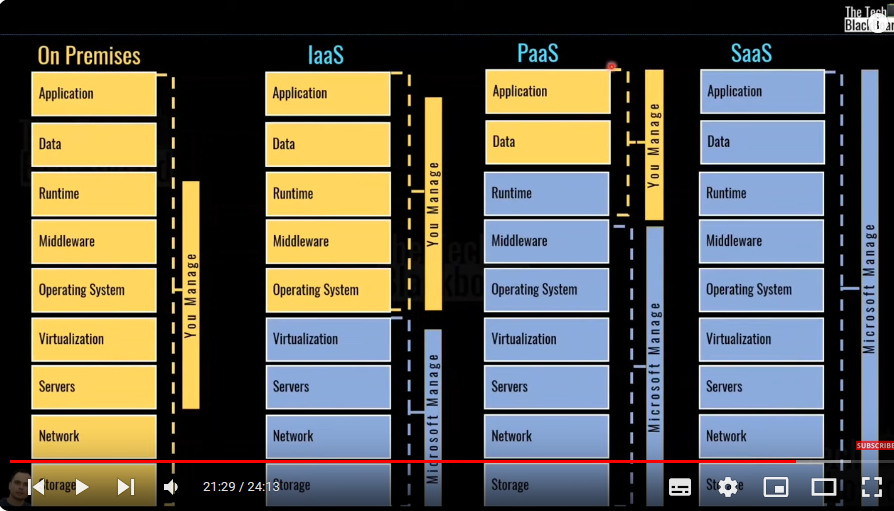 The Tech
On Premises
IaaS
PaaS
SaaS
Application
Application
Application
Application
Data
Data
Data
Data
Runtime
Runtime
Runtime
Runtime
Middleware
Middleware
Middleware
Middleware
Operating System
Operating System
Operating System
Operating System
Virtualization
Virtualization
Virtualization
Virtualization
Servers
Servers
Servers
Servers
Network
Network
Network
Network
Storage
Storage
Storage
You Manage
You Manage
Microsoft Manage
You Manage
Microsoft Manage
Microsoft Manage
SUBSCRIBE
21:29 / 24:13